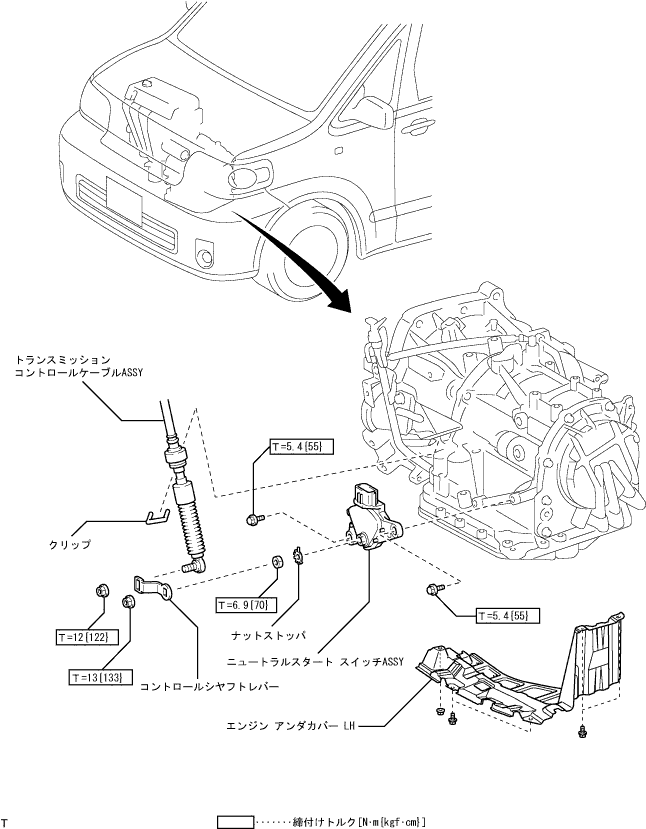 トランスミッション
コントロールケーブルASSY
T=5.4{55}
クリップ
T=6.9{70}
T=12{122}
T=5.4{55}
ナットストッパ
ニュートラルスタート スイッチASSY
T=13{133}
コントロールシヤフトレバー
エンジン アンダカバー LH
T
‥‥‥‥締付けトルク[N·m{kgf·cm}]